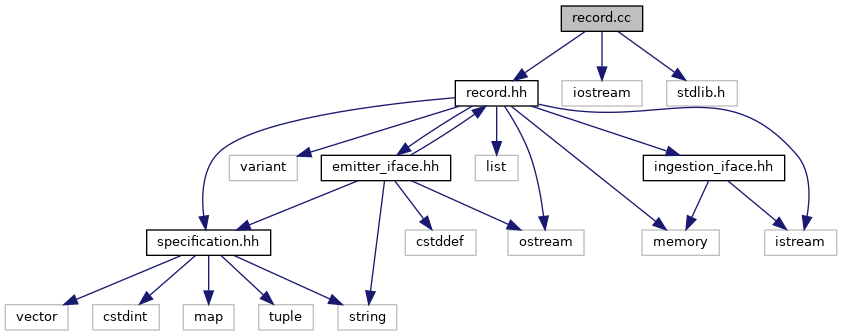 record.cc
record.hh
iostream
stdlib.h
variant
emitter_iface.hh
list
ingestion_iface.hh
specification.hh
cstddef
ostream
memory
istream
vector
cstdint
map
tuple
string